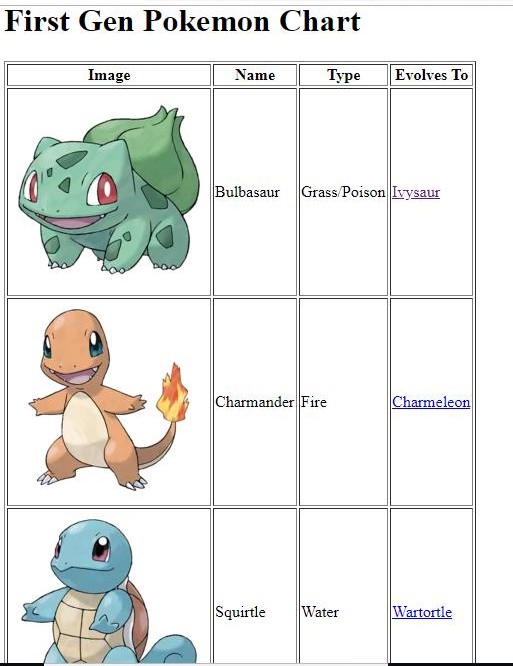 First Gen Pokemon Chart
Image Name Type Evolves To
Bulbasaur Grass/Poison Ivysaur
Charmander Fire Charmeleon
Squirtle Water Wartortle